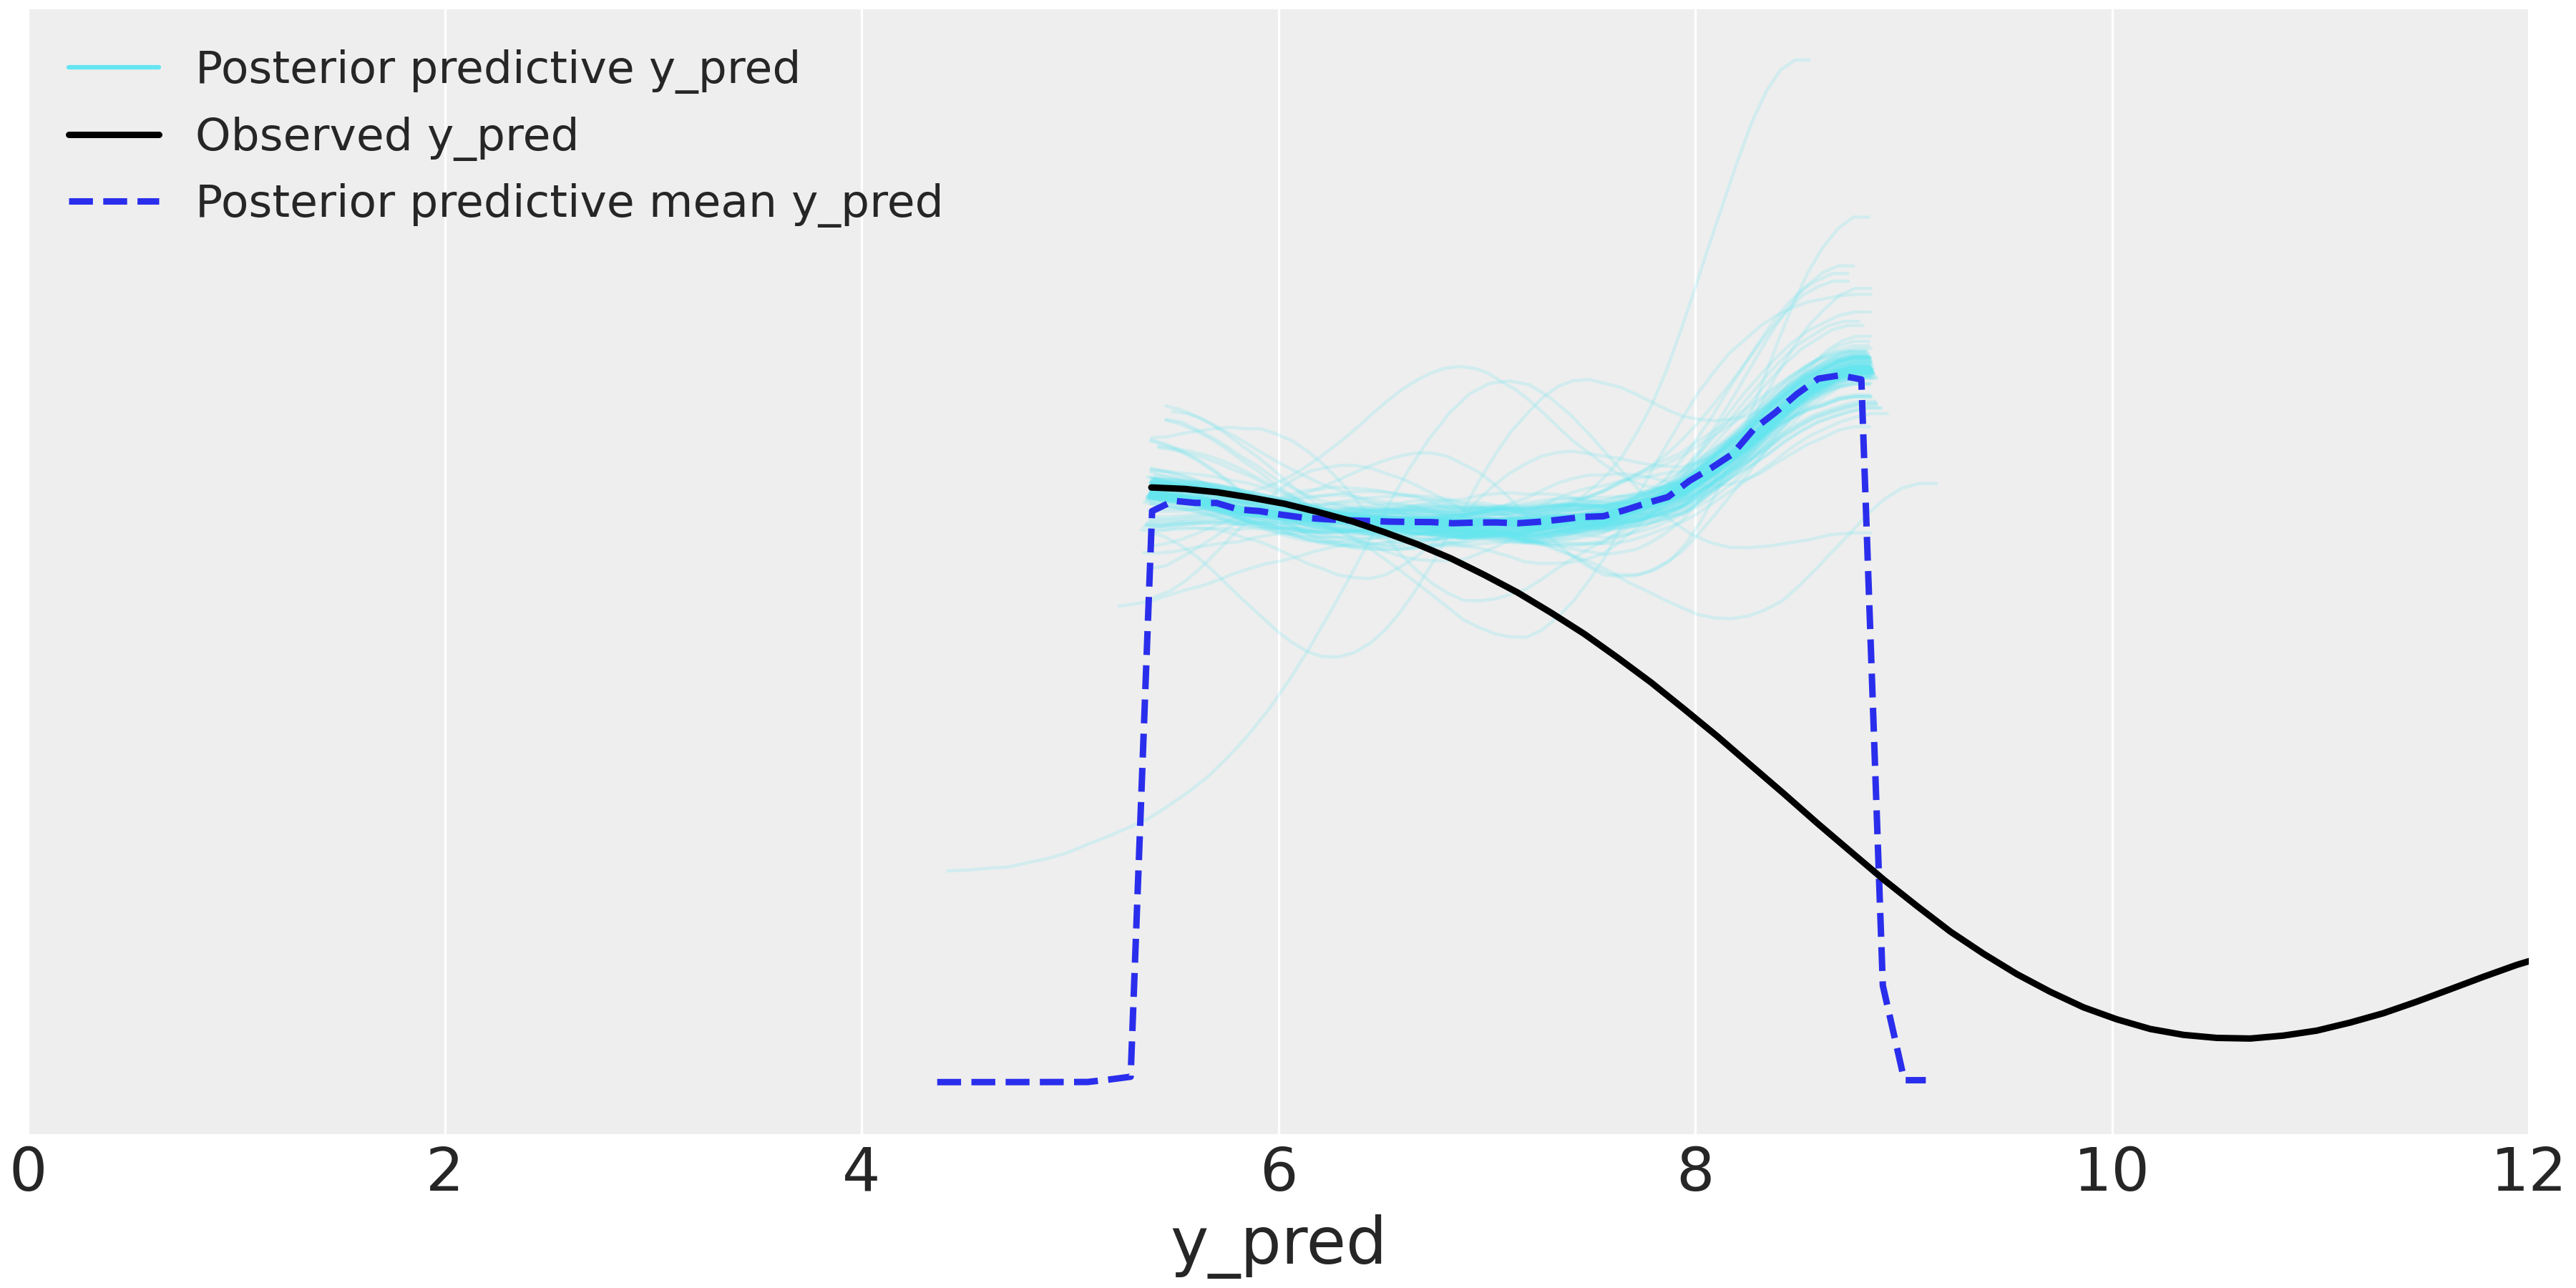 Posterior predictive y_pred
Observed y_pred
Posterior predictive mean y_pred
0 2 4 6 8 10 12
y_pred